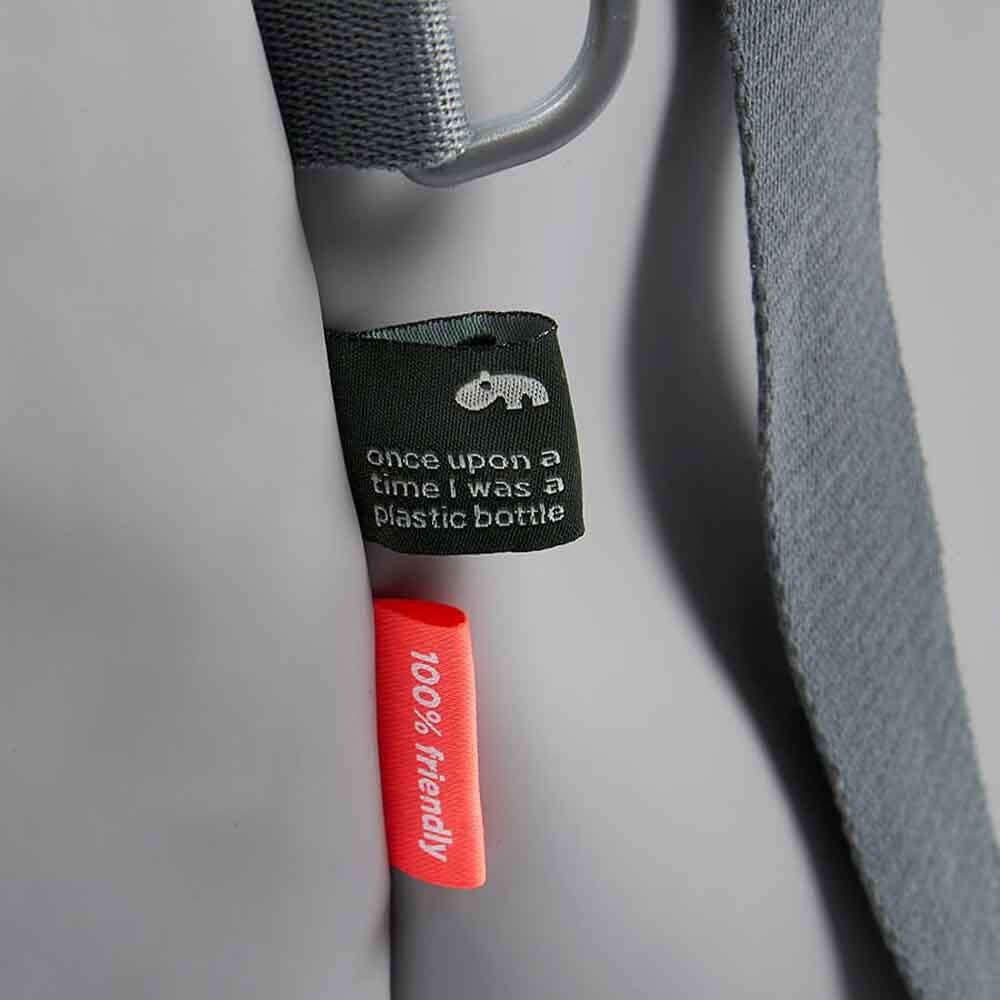 once upon a
time I was a
plastic bottle
100% friendly